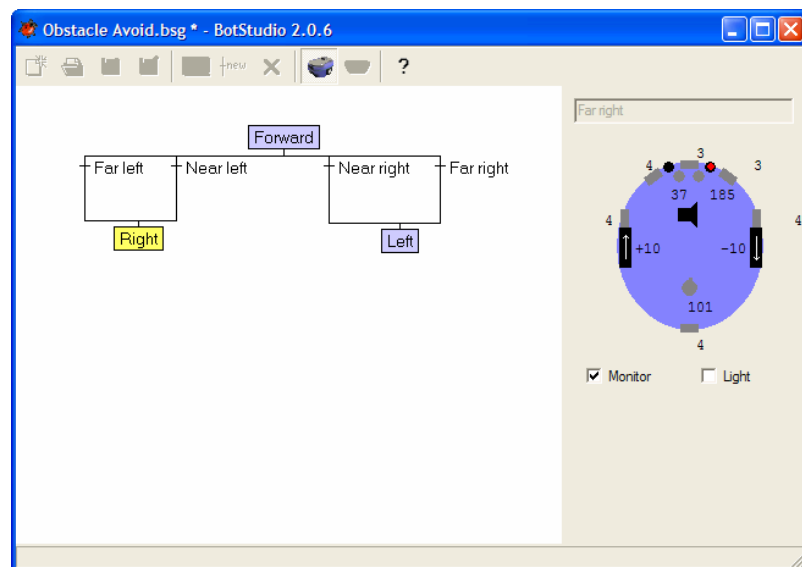 Obstacle Avoid.bsg * - BotStudio 2.0.6
new ?
Forward
Far left Near left Near right Far right
Right Left
Far right
3
4 3
37 185
4 4
+10 -10
101
4
Monitor Light